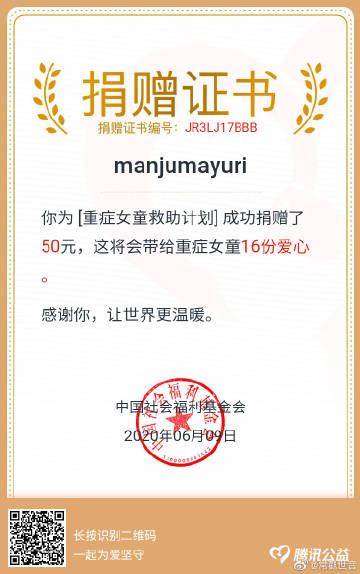 捐赠证书
捐赠证书编号：JR3LJ17BBB
manjumayuri
你为 [重症女童救助计划] 成功捐赠了
50元，这将会带给重症女童16份爱心
。
感谢你，让世界更温暖。
中国社会福利基金会
2020年06月09日
长按识别二维码
一起为爱坚守
腾讯公益